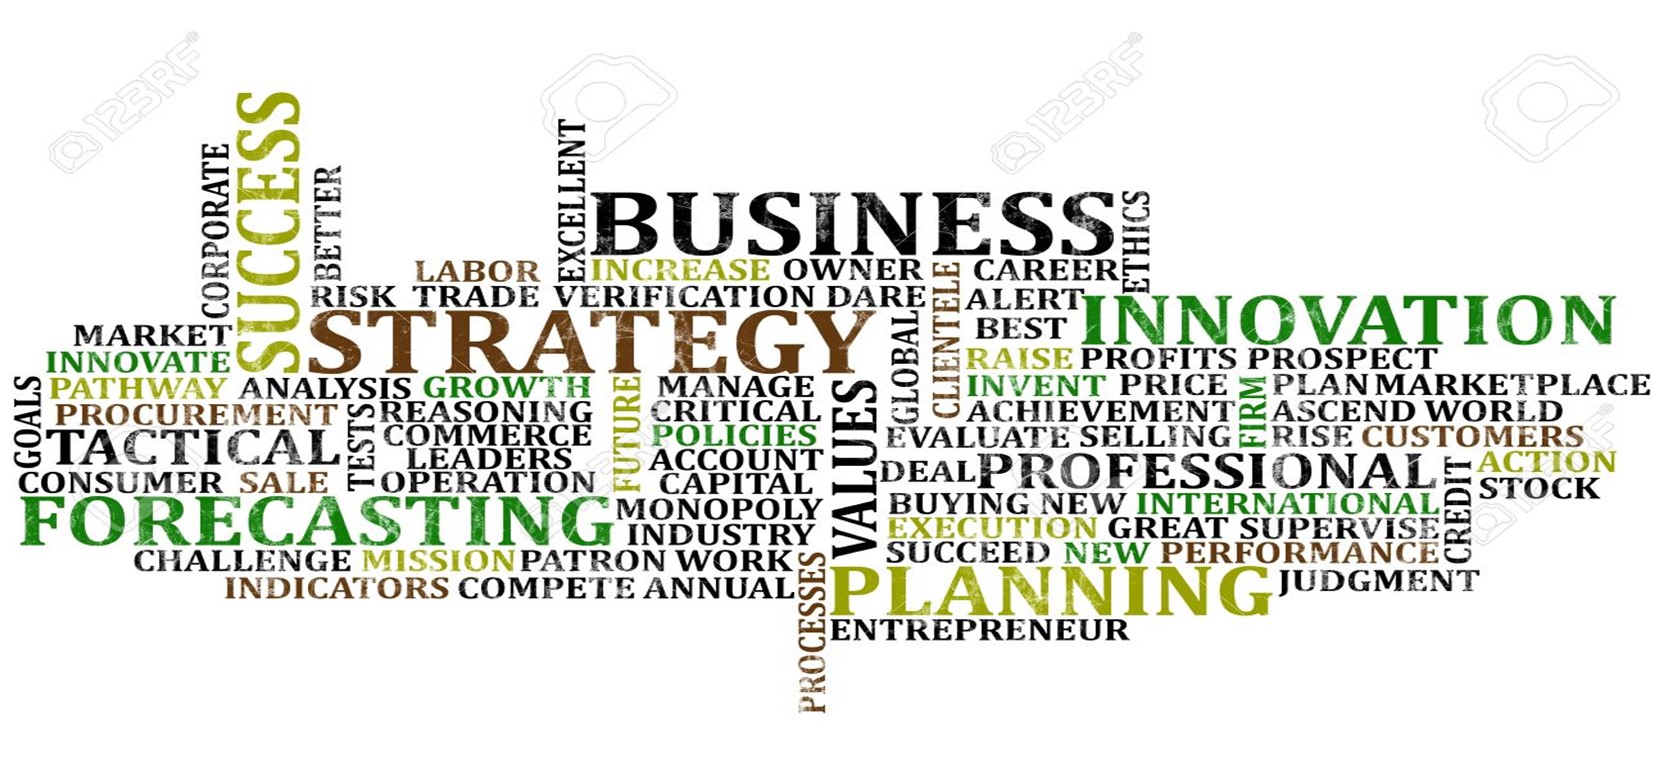 123RF
123RF
SUCCESS
CORPORATE
BETTER
EXCELLENT
BUSINESS
ETHICS
LABOR
INCREASE OWNER
CLIENTELE
CAREER
RISK TRADE VERIFICATION DARE
ALERT
INNOVATION
STRATEGY
GLOBAL
BEST
MARKET
INNOVATE
RAISE PROFITS PROSPECT
GOALS
PATHWAY ANALYSIS GROWTH
FUTURE
MANAGE
VALUES
INVENT PRICE
FIRM
PLAN MARKETPLACE
PROCUREMENT
TESTS
REASONING
CRITICAL
ACHIEVEMENT
ASCEND WORLD
TACTICAL
COMMERCE
POLICIES
EVALUATE SELLING
RISE CUSTOMERS
LEADERS
ACCOUNT
DEAL PROFESSIONAL
CREDIT
ACTION
CONSUMER SALE
OPERATION
CAPITAL
STOCK
FORECASTING
MONOPOLY
BUYING NEW INTERNATIONAL
INDUSTRY
EXECUTION GREAT SUPERVISE
CHALLENGE MISSION PATRON WORK
PROCESSES
SUCCEED NEW PERFORMANCE
INDICATORS COMPETE ANNUAL
PLANNING
JUDGMENT
ENTREPRENEUR